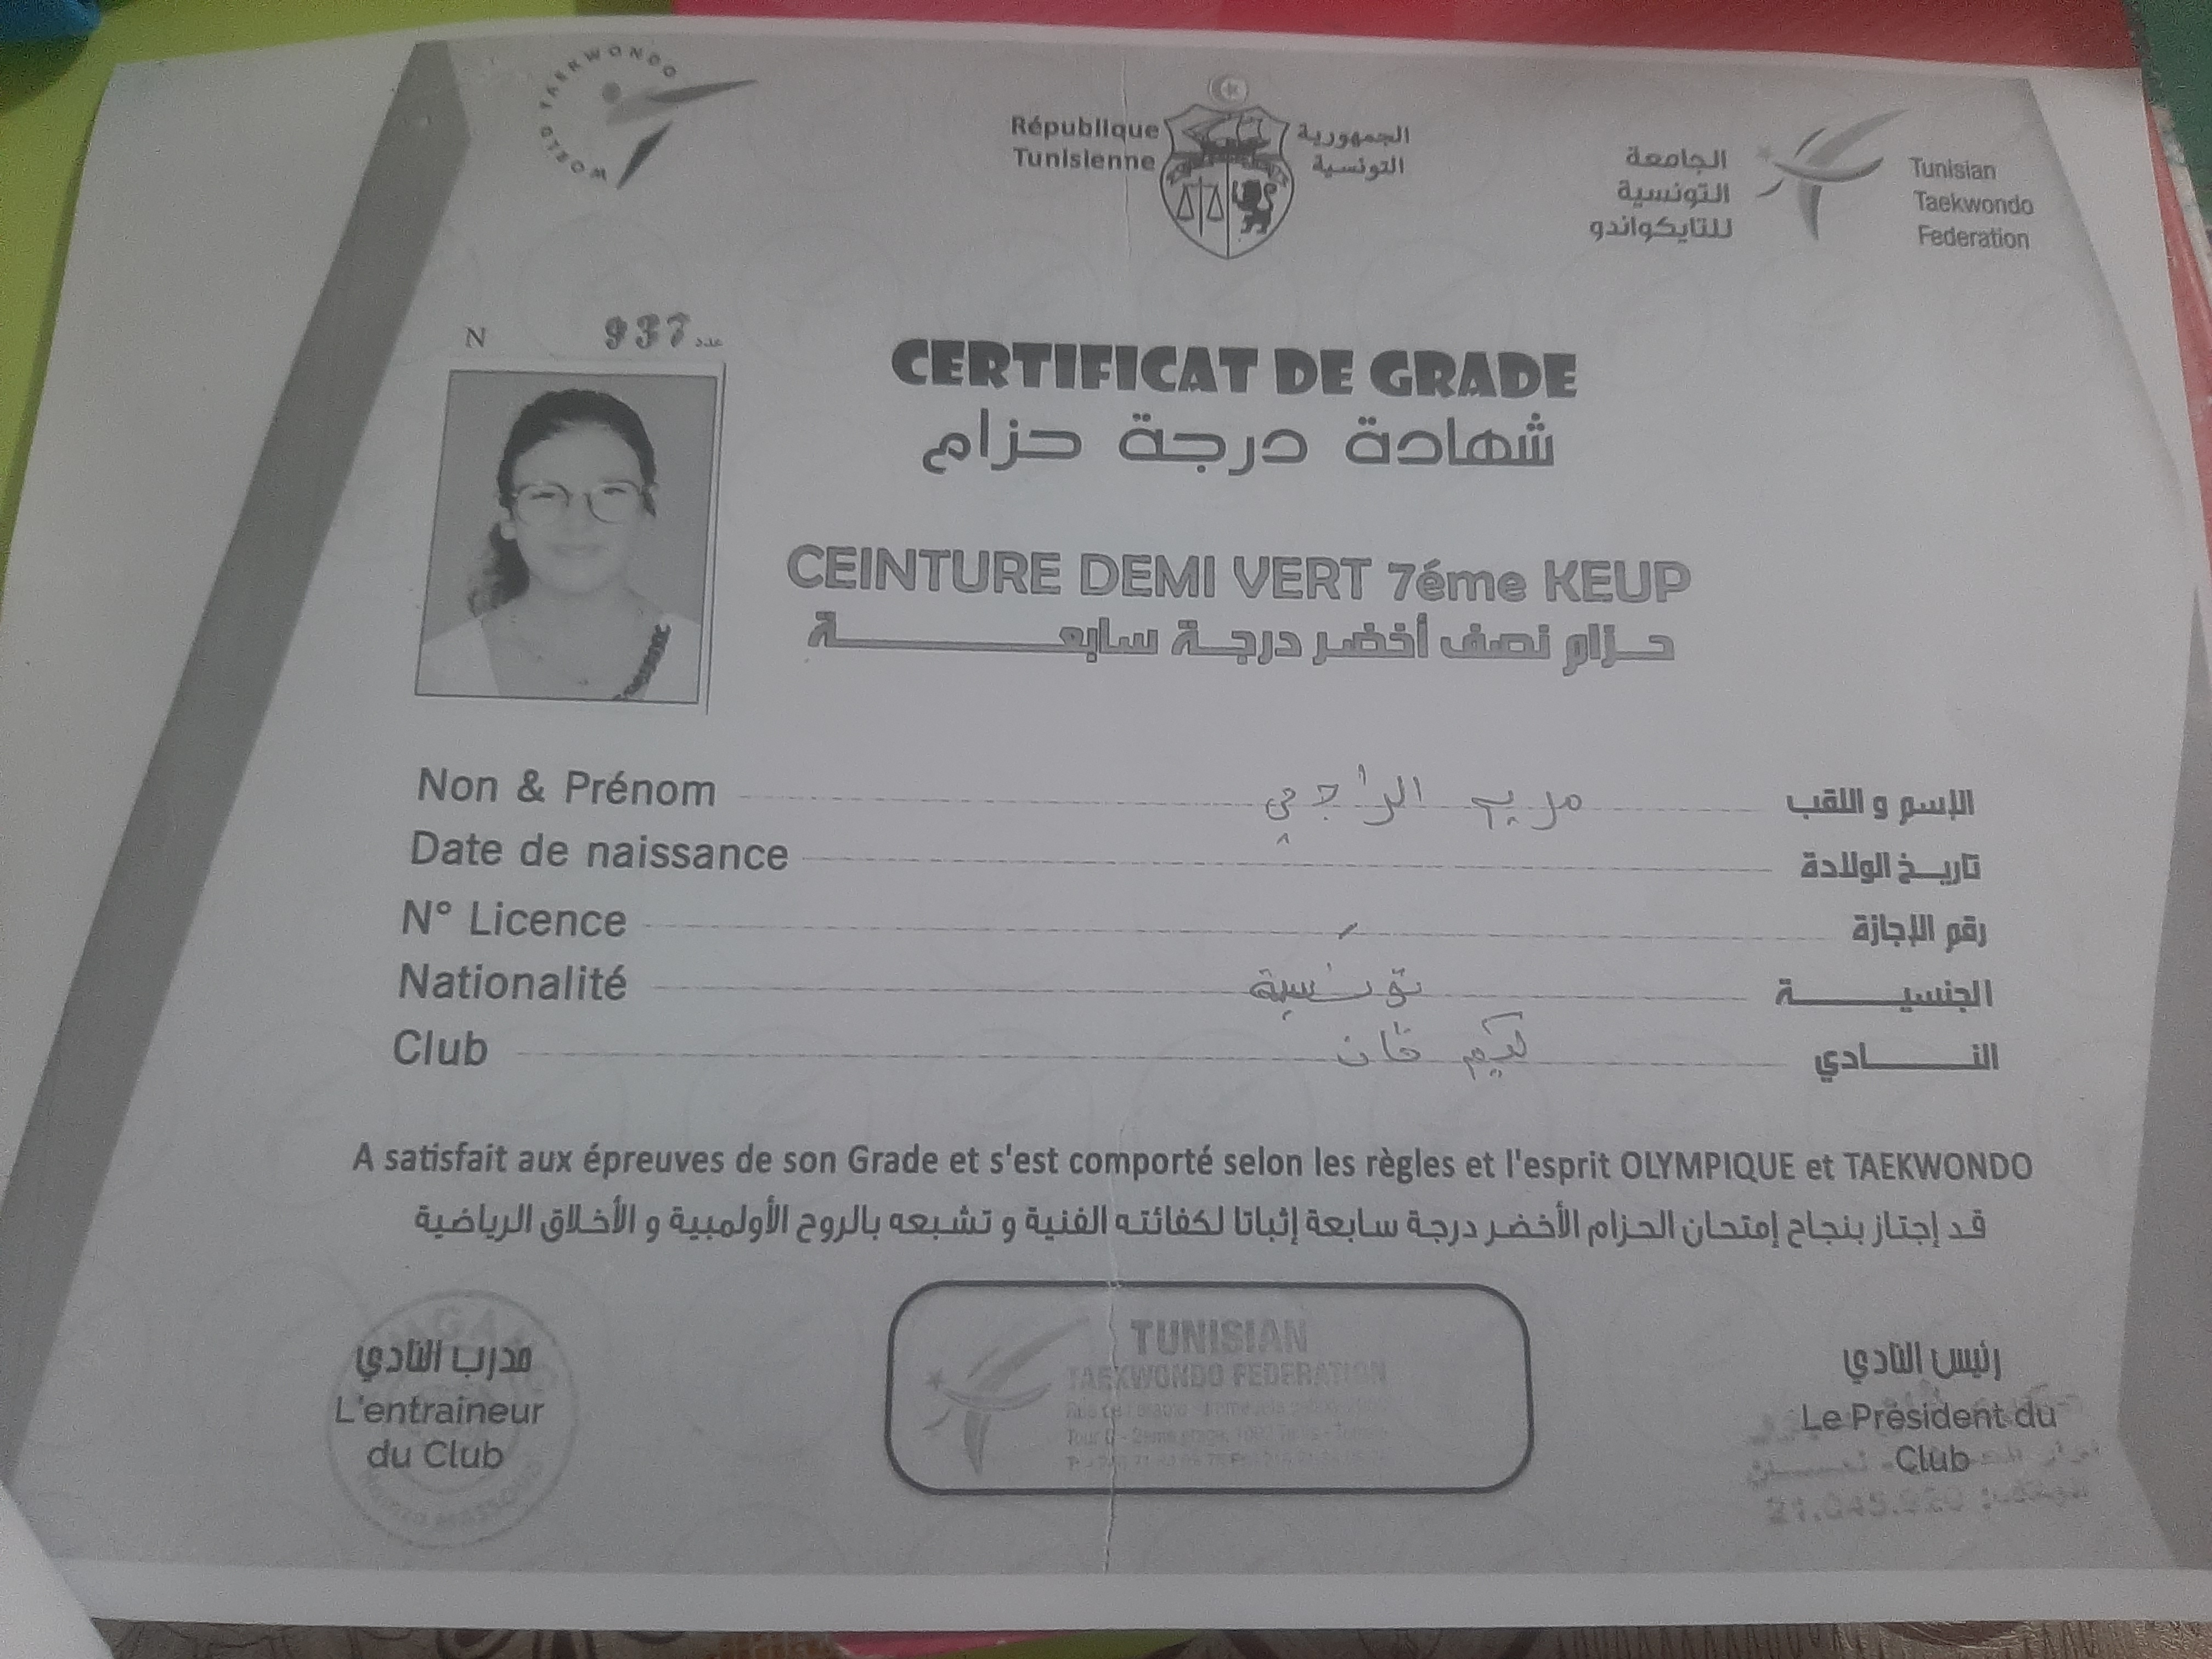 WORLD TAEKWONDO
République Tunisienne
الجمهورية التونسية
الجامعة التونسية للتايكواندو
Tunisian Taekwondo Federation
N 937 عدد
CERTIFICAT DE GRADE
شهادة درجة حزام
CEINTURE DEMI VERT 7éme KEUP
حزام نصف أخضر درجة سابعة
Non & Prénom مريم الراجحي الإسم و اللقب
Date de naissance تاريخ الولادة
N° Licence رقم الإجازة
Nationalité تونسية الجنسية
Club النادي
A satisfait aux épreuves de son Grade et s'est comporté selon les règles et l'esprit OLYMPIQUE et TAEKWONDO
قد إجتاز بنجاح إمتحان الحزام الأخضر درجة سابعة إثباتا لكفائته الفنية و تشبعه بالروح الأولمبية و الأخلاق الرياضية
مدرب النادي
L'entraineur
du Club
TUNISIAN
TAEKWONDO FEDERATION
رئيس النادي
Le Président du
Club